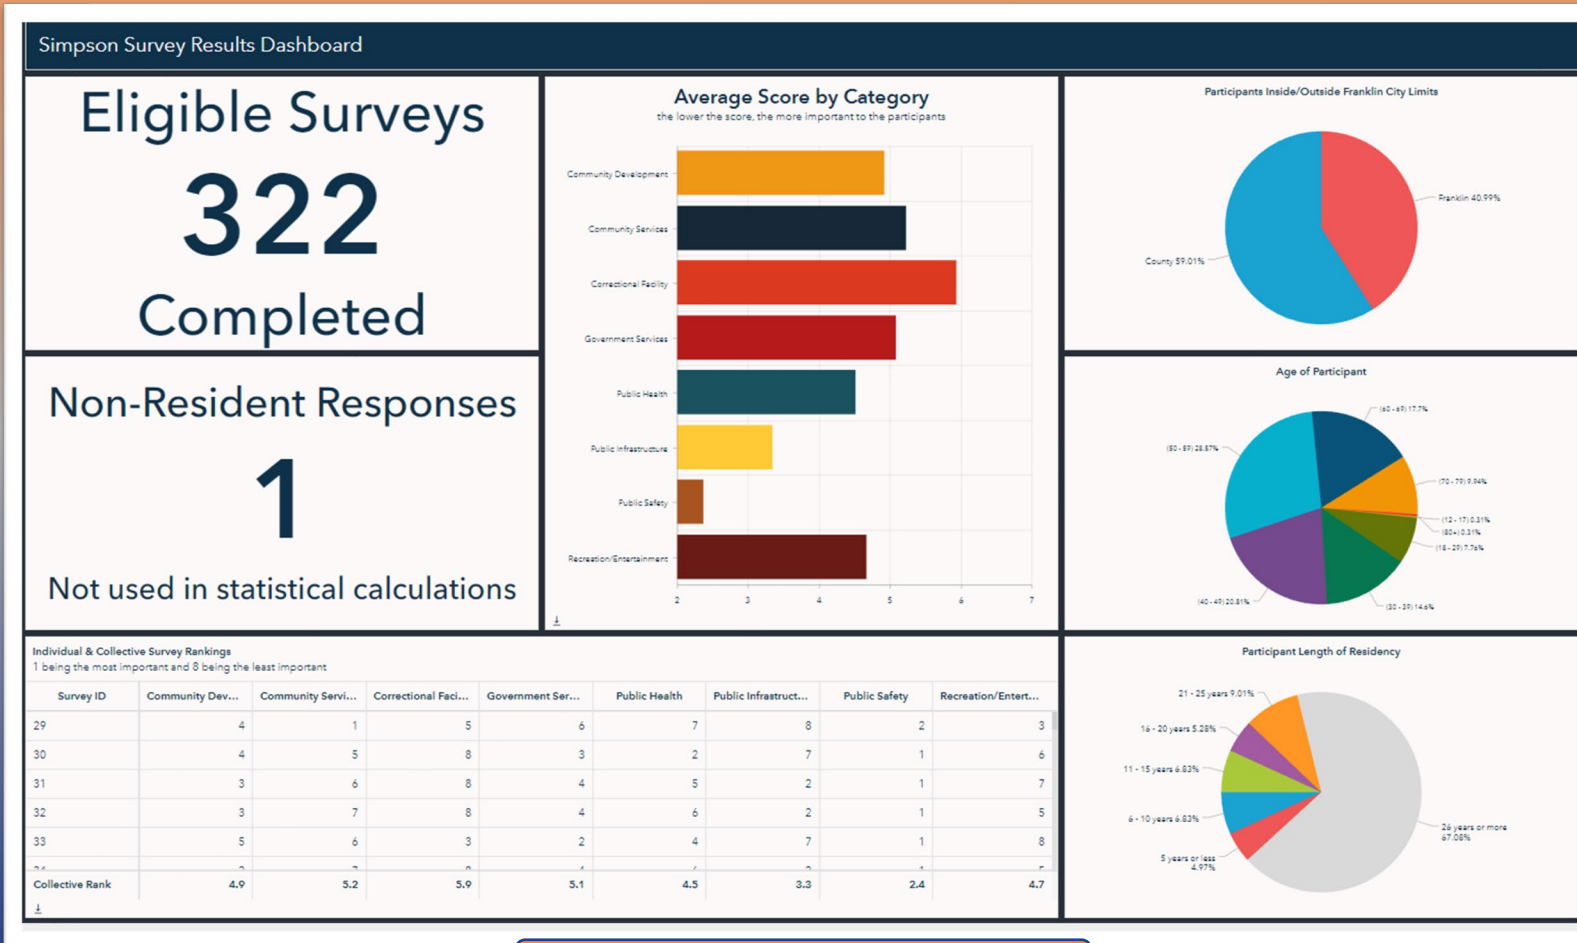 Simpson Survey Results Dashboard
Eligible Surveys
322
Completed
Non-Resident Responses
1
Not used in statistical calculations
Average Score by Category
the lower the score, the more important to the participants
Community Development
Community Services
Correctional Facility
Government Services
Public Health
Public Infrastructure
Public Safety
Recreation/Entertainment
2 3 4 5 6 7
Participants Inside/Outside Franklin City Limits
Franklin 40.99%
County 59.01%
Age of Participant
(60 - 69) 17.7%
(50 - 59) 28.57%
(70 - 79) 9.94%
(12 - 17) 0.31%
(80+) 0.31%
(18 - 29) 7.76%
(40 - 49) 20.81%
(30 - 39) 14.6%
Individual & Collective Survey Rankings
1 being the most important and 8 being the least important
Survey ID Community Dev... Community Servi... Correctional Faci... Government Ser... Public Health Public Infrastruct... Public Safety Recreation/Entert...
29 4 1 5 6 7 8 2 3
30 4 5 8 3 2 7 1 6
31 3 6 8 4 5 2 1 7
32 3 7 8 4 6 2 1 5
33 5 6 3 2 4 7 1 8
Collective Rank 4.9 5.2 5.9 5.1 4.5 3.3 2.4 4.7
Participant Length of Residency
21 - 25 years 9.01%
16 - 20 years 5.28%
11 - 15 years 6.83%
6 - 10 years 6.83%
5 years or less
4.97%
26 years or more
67.08%